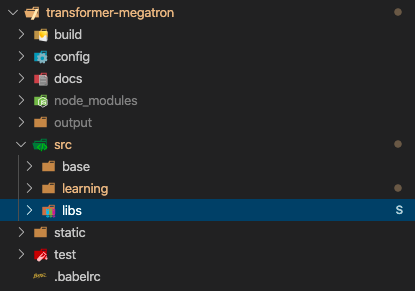 transformer-megatron
build
config
docs
node_modules
output
src
base
learning
libs S
static
test
.babelrc